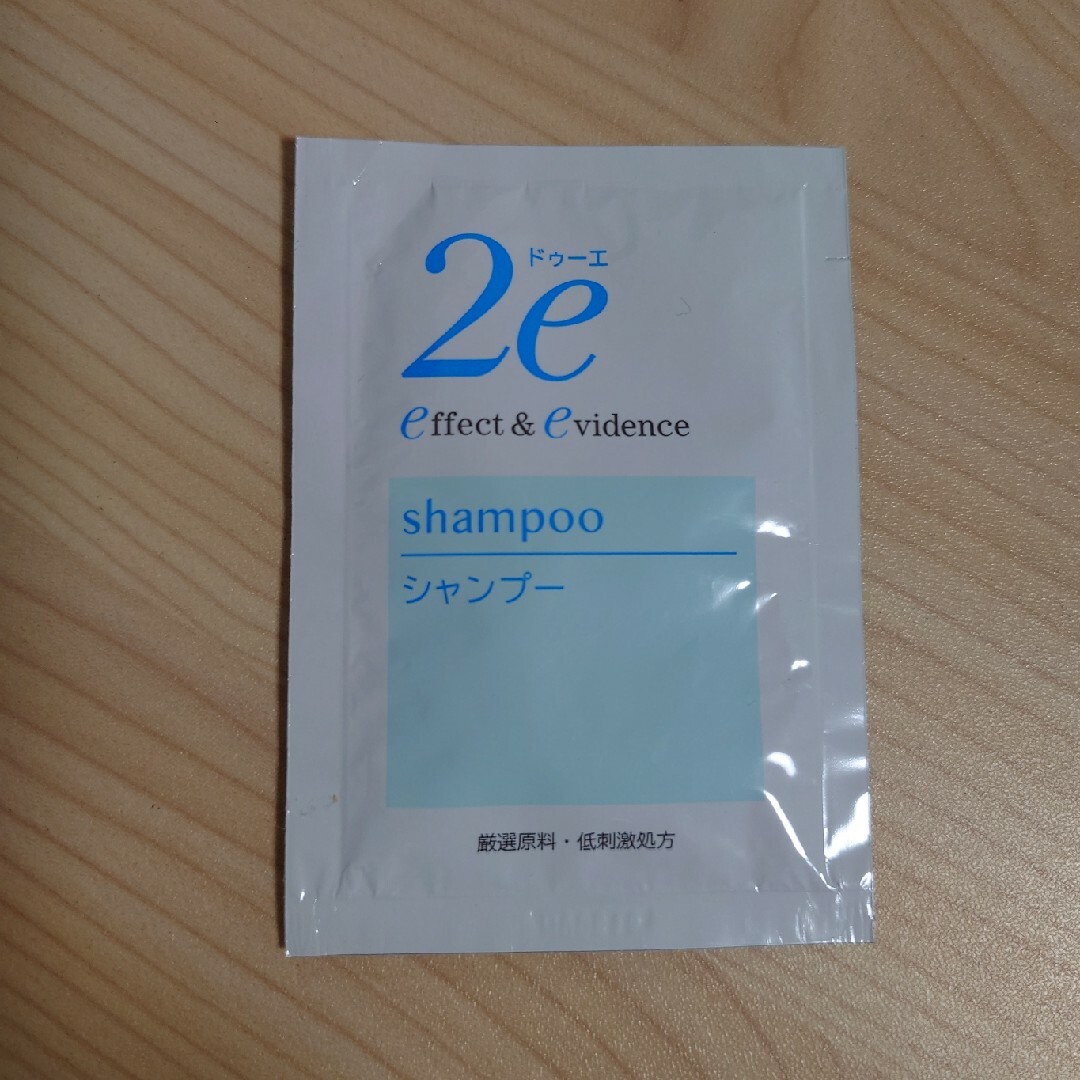 ドゥーエ
2e
effect & evidence
shampoo
シャンプー
厳選原料・低刺激処方